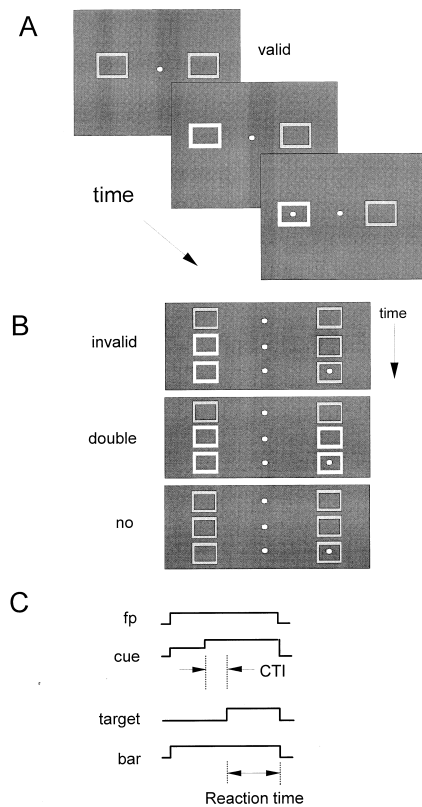 A
valid
time
B
time
invalid
double
no
C
fp
cue
CTI
target
bar
Reaction time